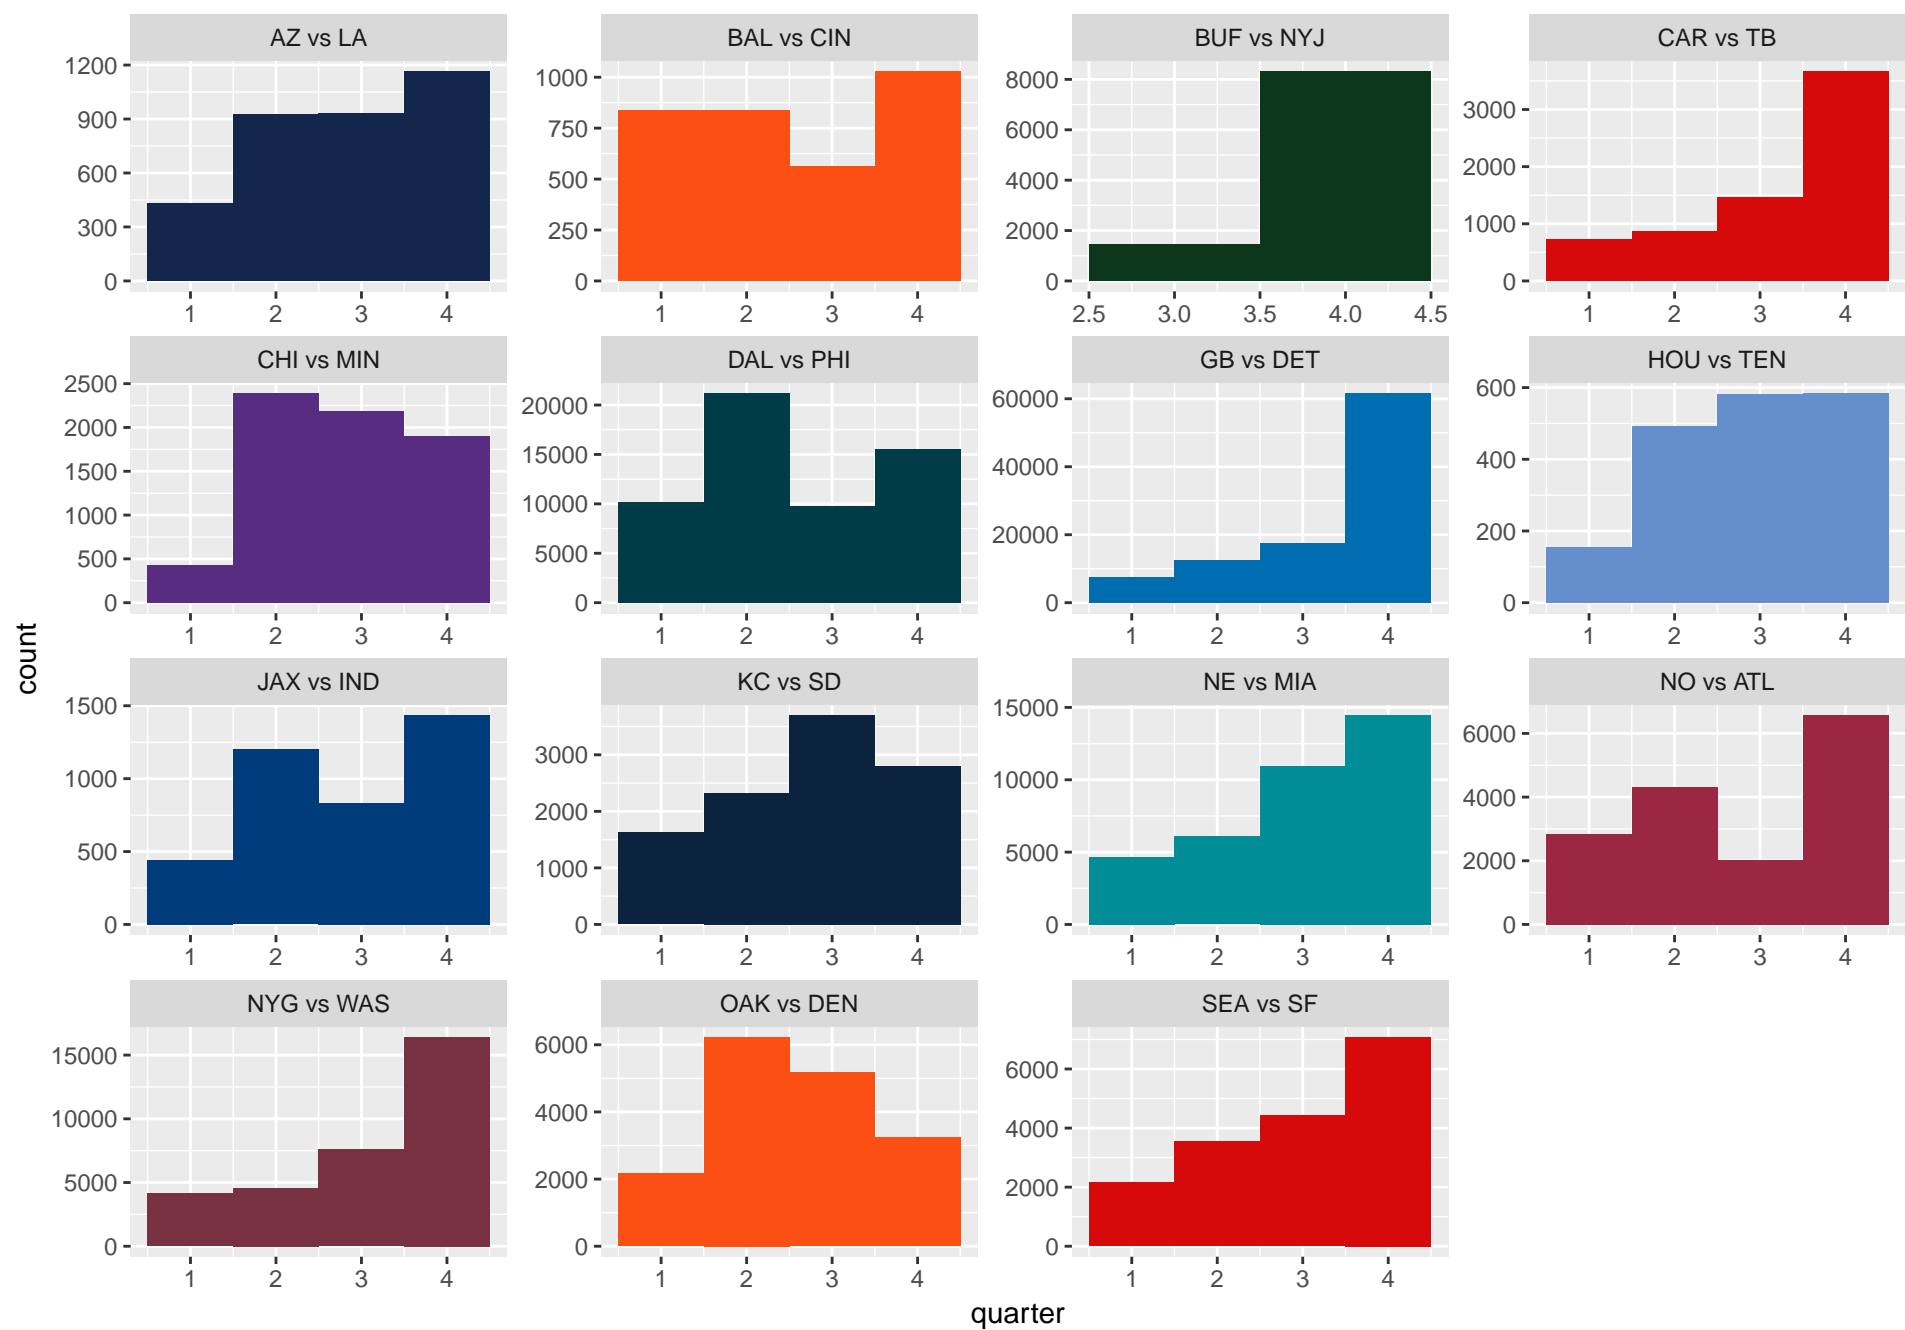 AZ vs LA
1200
900
600
300
0
1 2 3 4
BAL vs CIN
1000
750
500
250
0
1 2 3 4
BUF vs NYJ
8000
6000
4000
2000
0
2.5 3.0 3.5 4.0 4.5
CAR vs TB
3000
2000
1000
0
1 2 3 4
CHI vs MIN
2500
2000
1500
1000
500
0
1 2 3 4
DAL vs PHI
20000
15000
10000
5000
0
1 2 3 4
GB vs DET
60000
40000
20000
0
1 2 3 4
HOU vs TEN
600
400
200
0
1 2 3 4
JAX vs IND
1500
1000
500
0
1 2 3 4
KC vs SD
3000
2000
1000
0
1 2 3 4
NE vs MIA
15000
10000
5000
0
1 2 3 4
NO vs ATL
6000
4000
2000
0
1 2 3 4
NYG vs WAS
15000
10000
5000
0
1 2 3 4
OAK vs DEN
6000
4000
2000
0
1 2 3 4
SEA vs SF
6000
4000
2000
0
1 2 3 4
count
quarter